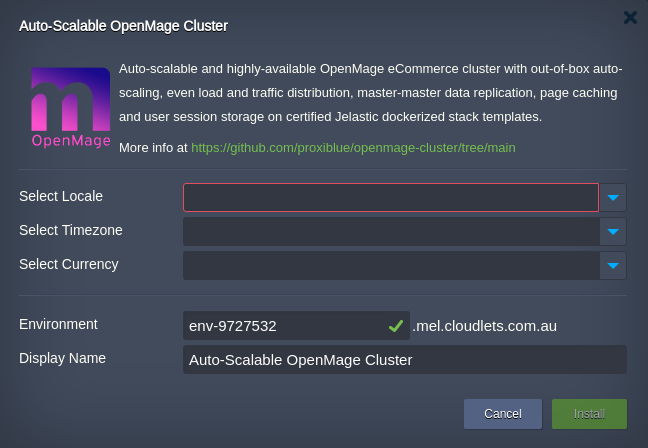 Auto-Scalable OpenMage Cluster
OpenMage
Auto-scalable and highly-available OpenMage eCommerce cluster with out-of-box auto-
scaling, even load and traffic distribution, master-master data replication, page caching
and user session storage on certified Jelastic dockerized stack templates.
More info at https://github.com/proxiblue/openmage-cluster/tree/main
Select Locale
Select Timezone
Select Currency
Environment env-9727532 .mel.cloudlets.com.au
Display Name Auto-Scalable OpenMage Cluster
Cancel Install